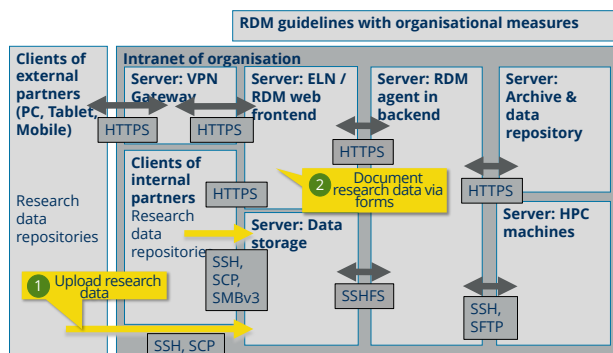 RDM guidelines with organisational measures
Clients of
external
partners
(PC, Tablet,
Mobile)
HTTPS
Research
data
repositories
Intranet of organisation
Server: VPN
Gateway
HTTPS
Clients of
internal
partners
Research
data
repositories
HTTPS
SSH,
SCP,
SMBv3
Server: ELN /
RDM web
frontend
HTTPS
2 Document
research data via
forms
Server: Data
storage
SSHFS
Server: RDM
agent in
backend
HTTPS
Server:
Archive &
data
repository
Server: HPC
machines
SSH,
SFTP
1 Upload research
data
SSH, SCP